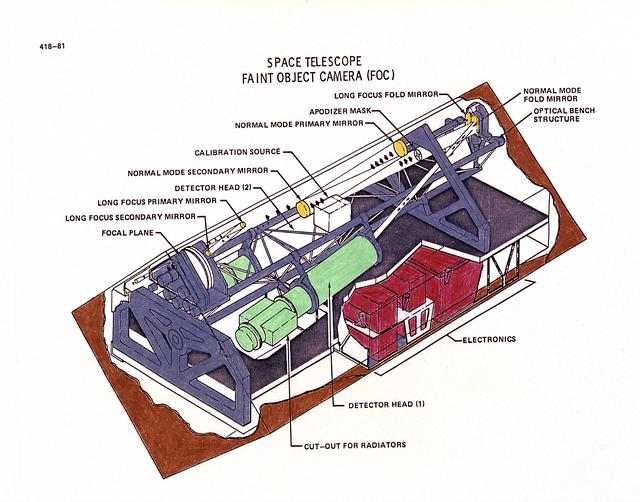 418-81
SPACE TELESCOPE
FAINT OBJECT CAMERA (FOC)
LONG FOCUS FOLD MIRROR
NORMAL MODE
FOLD MIRROR
APODIZER MASK
OPTICAL BENCH
STRUCTURE
NORMAL MODE PRIMARY MIRROR
CALIBRATION SOURCE
NORMAL MODE SECONDARY MIRROR
DETECTOR HEAD (2)
LONG FOCUS PRIMARY MIRROR
LONG FOCUS SECONDARY MIRROR
FOCAL PLANE
ELECTRONICS
DETECTOR HEAD (1)
CUT-OUT FOR RADIATORS